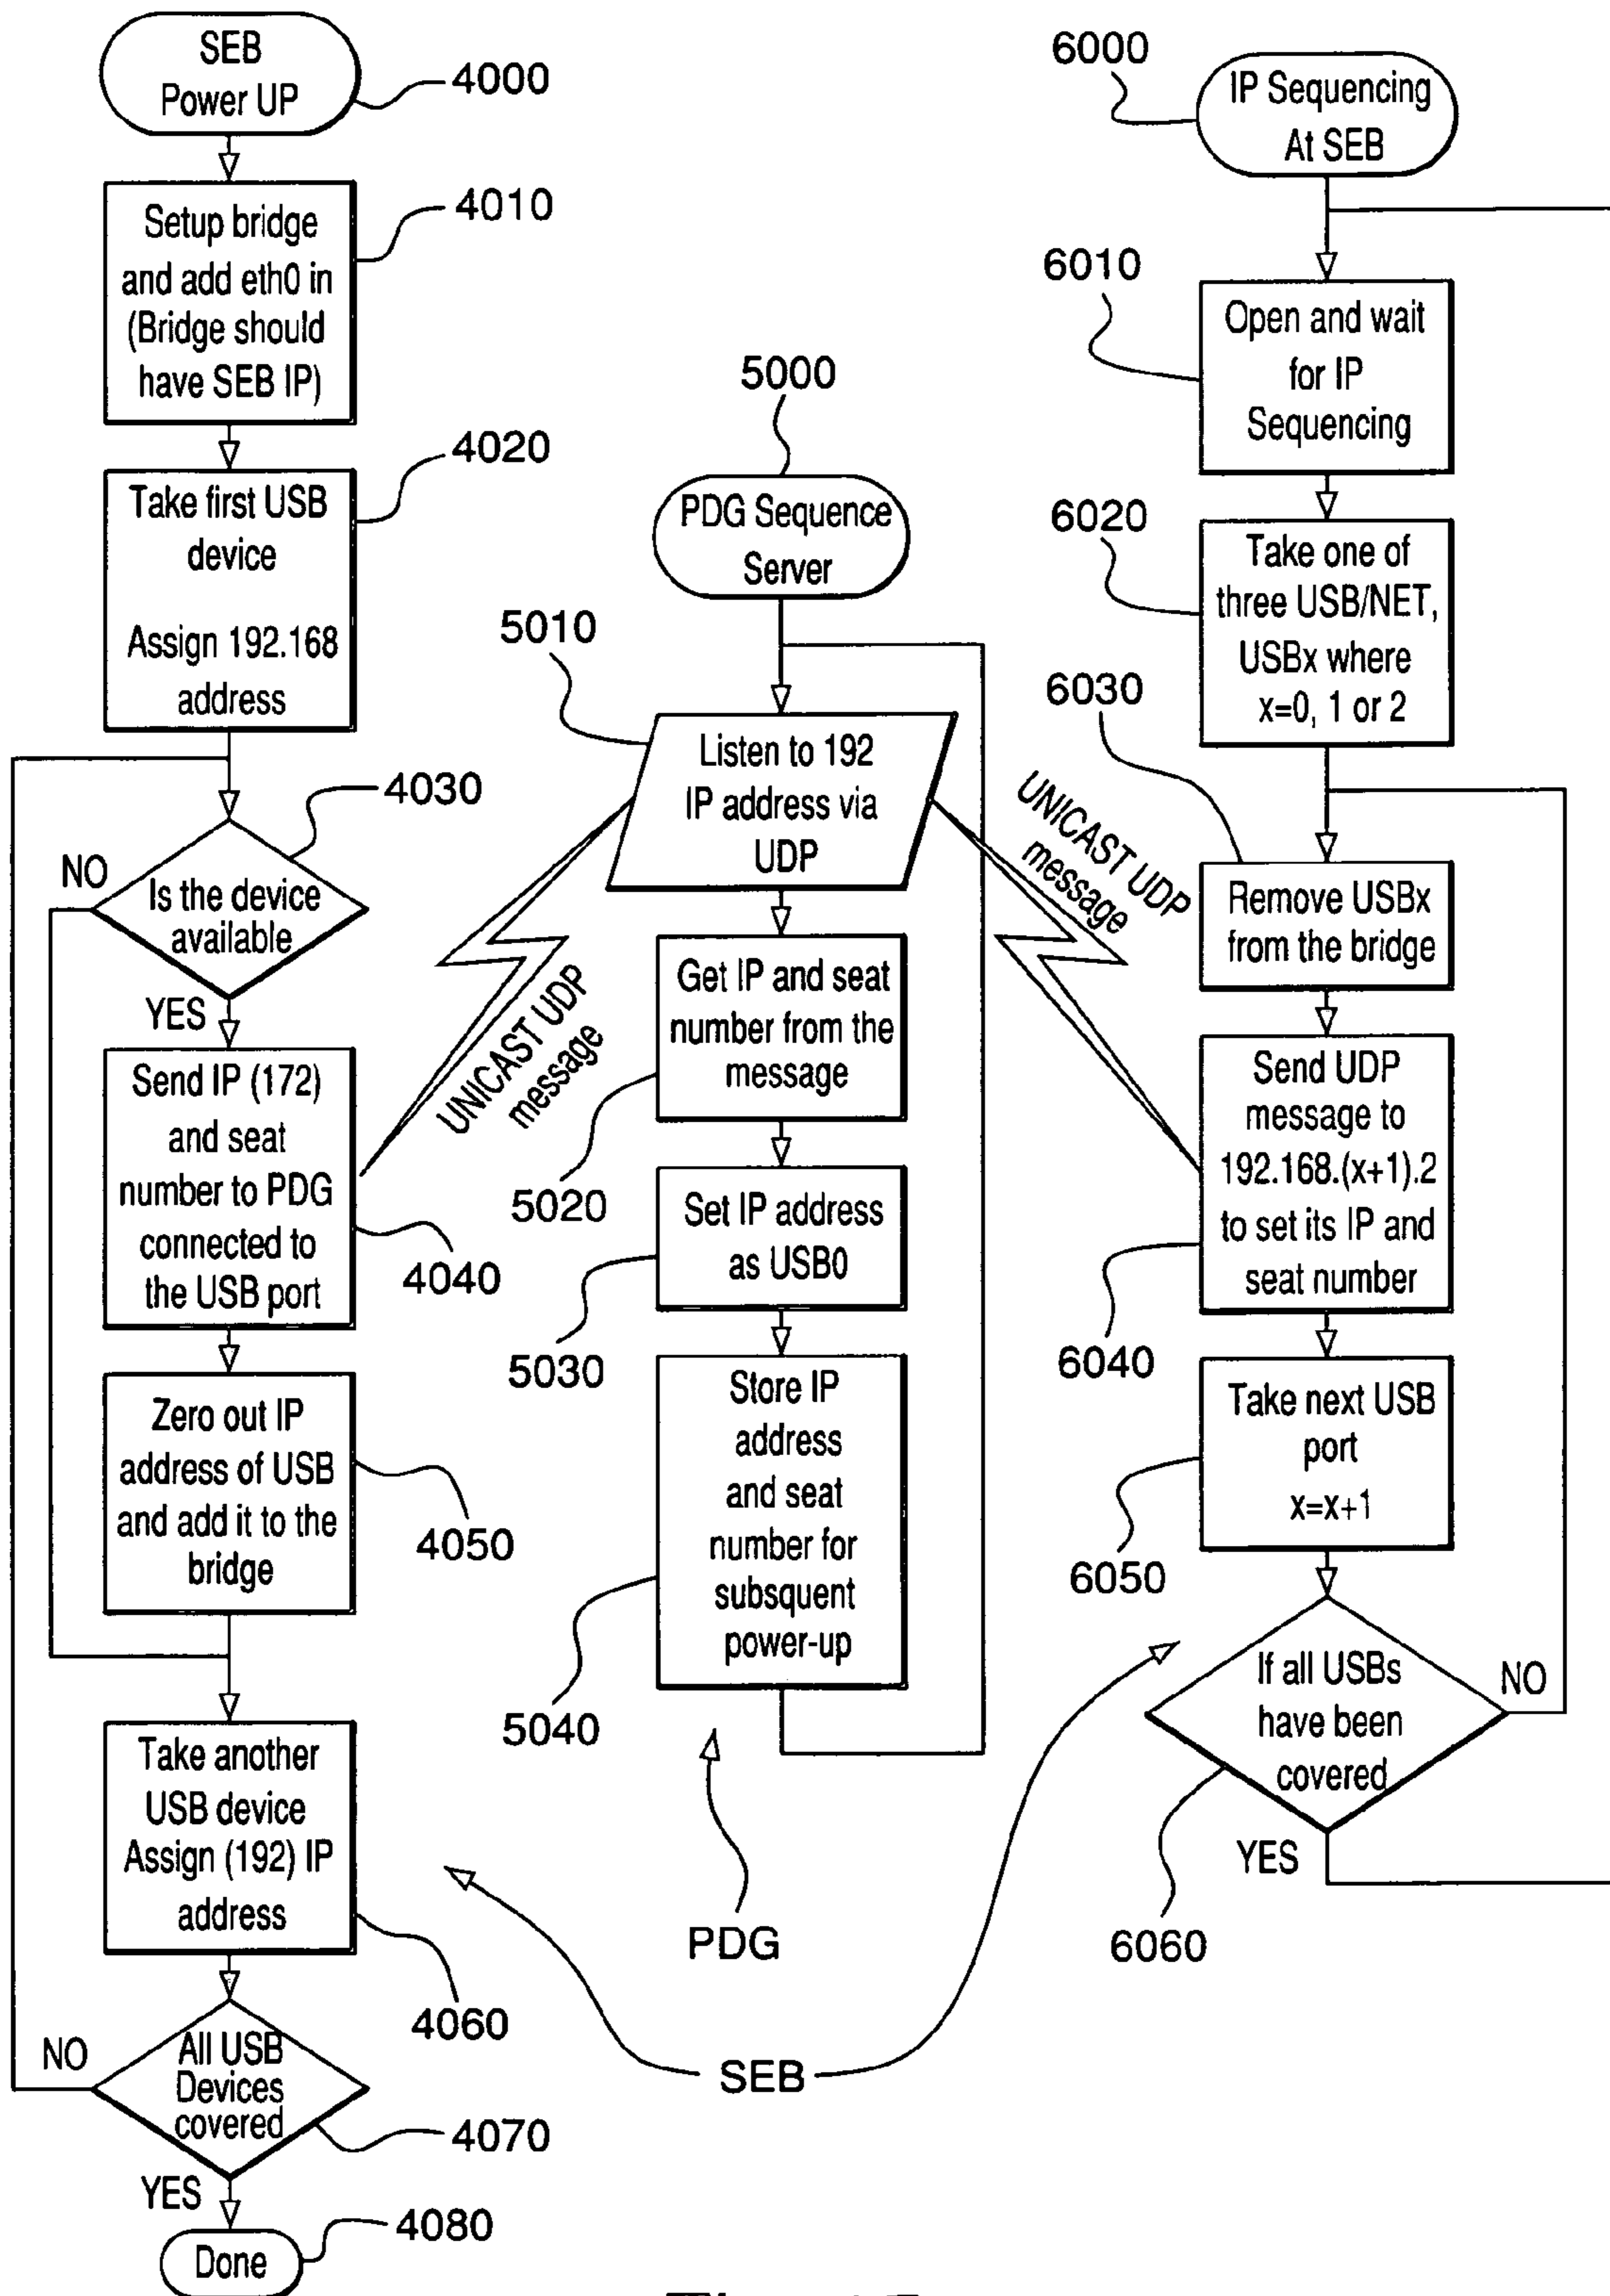 SEB
Power UP
4000
Setup bridge
and add eth0 in
(Bridge should
have SEB IP)
4010
Take first USB
device
Assign 192.168
address
4020
Is the device
available
4030
NO
YES
Send IP (172)
and seat
number to PDG
connected to
the USB port
4040
UNICAST UDP
message
Zero out IP
address of USB
and add it to the
bridge
4050
Take another
USB device
Assign (192) IP
address
4060
All USB
Devices
covered
4070
NO
YES
Done
4080
5000
PDG Sequence
Server
5010
Listen to 192
IP address via
UDP
Get IP and seat
number from the
message
5020
Set IP address
as USB0
5030
Store IP
address
and seat
number for
subsquent
power-up
5040
PDG
SEB
6000
IP Sequencing
At SEB
6010
Open and wait
for IP
Sequencing
6020
Take one of
three USB/NET,
USBx where
x=0, 1 or 2
6030
Remove USBx
from the bridge
UNICAST UDP
message
Send UDP
message to
192.168.(x+1).2
to set its IP and
seat number
6040
Take next USB
port
x=x+1
6050
If all USBs
have been
covered
NO
YES
6060